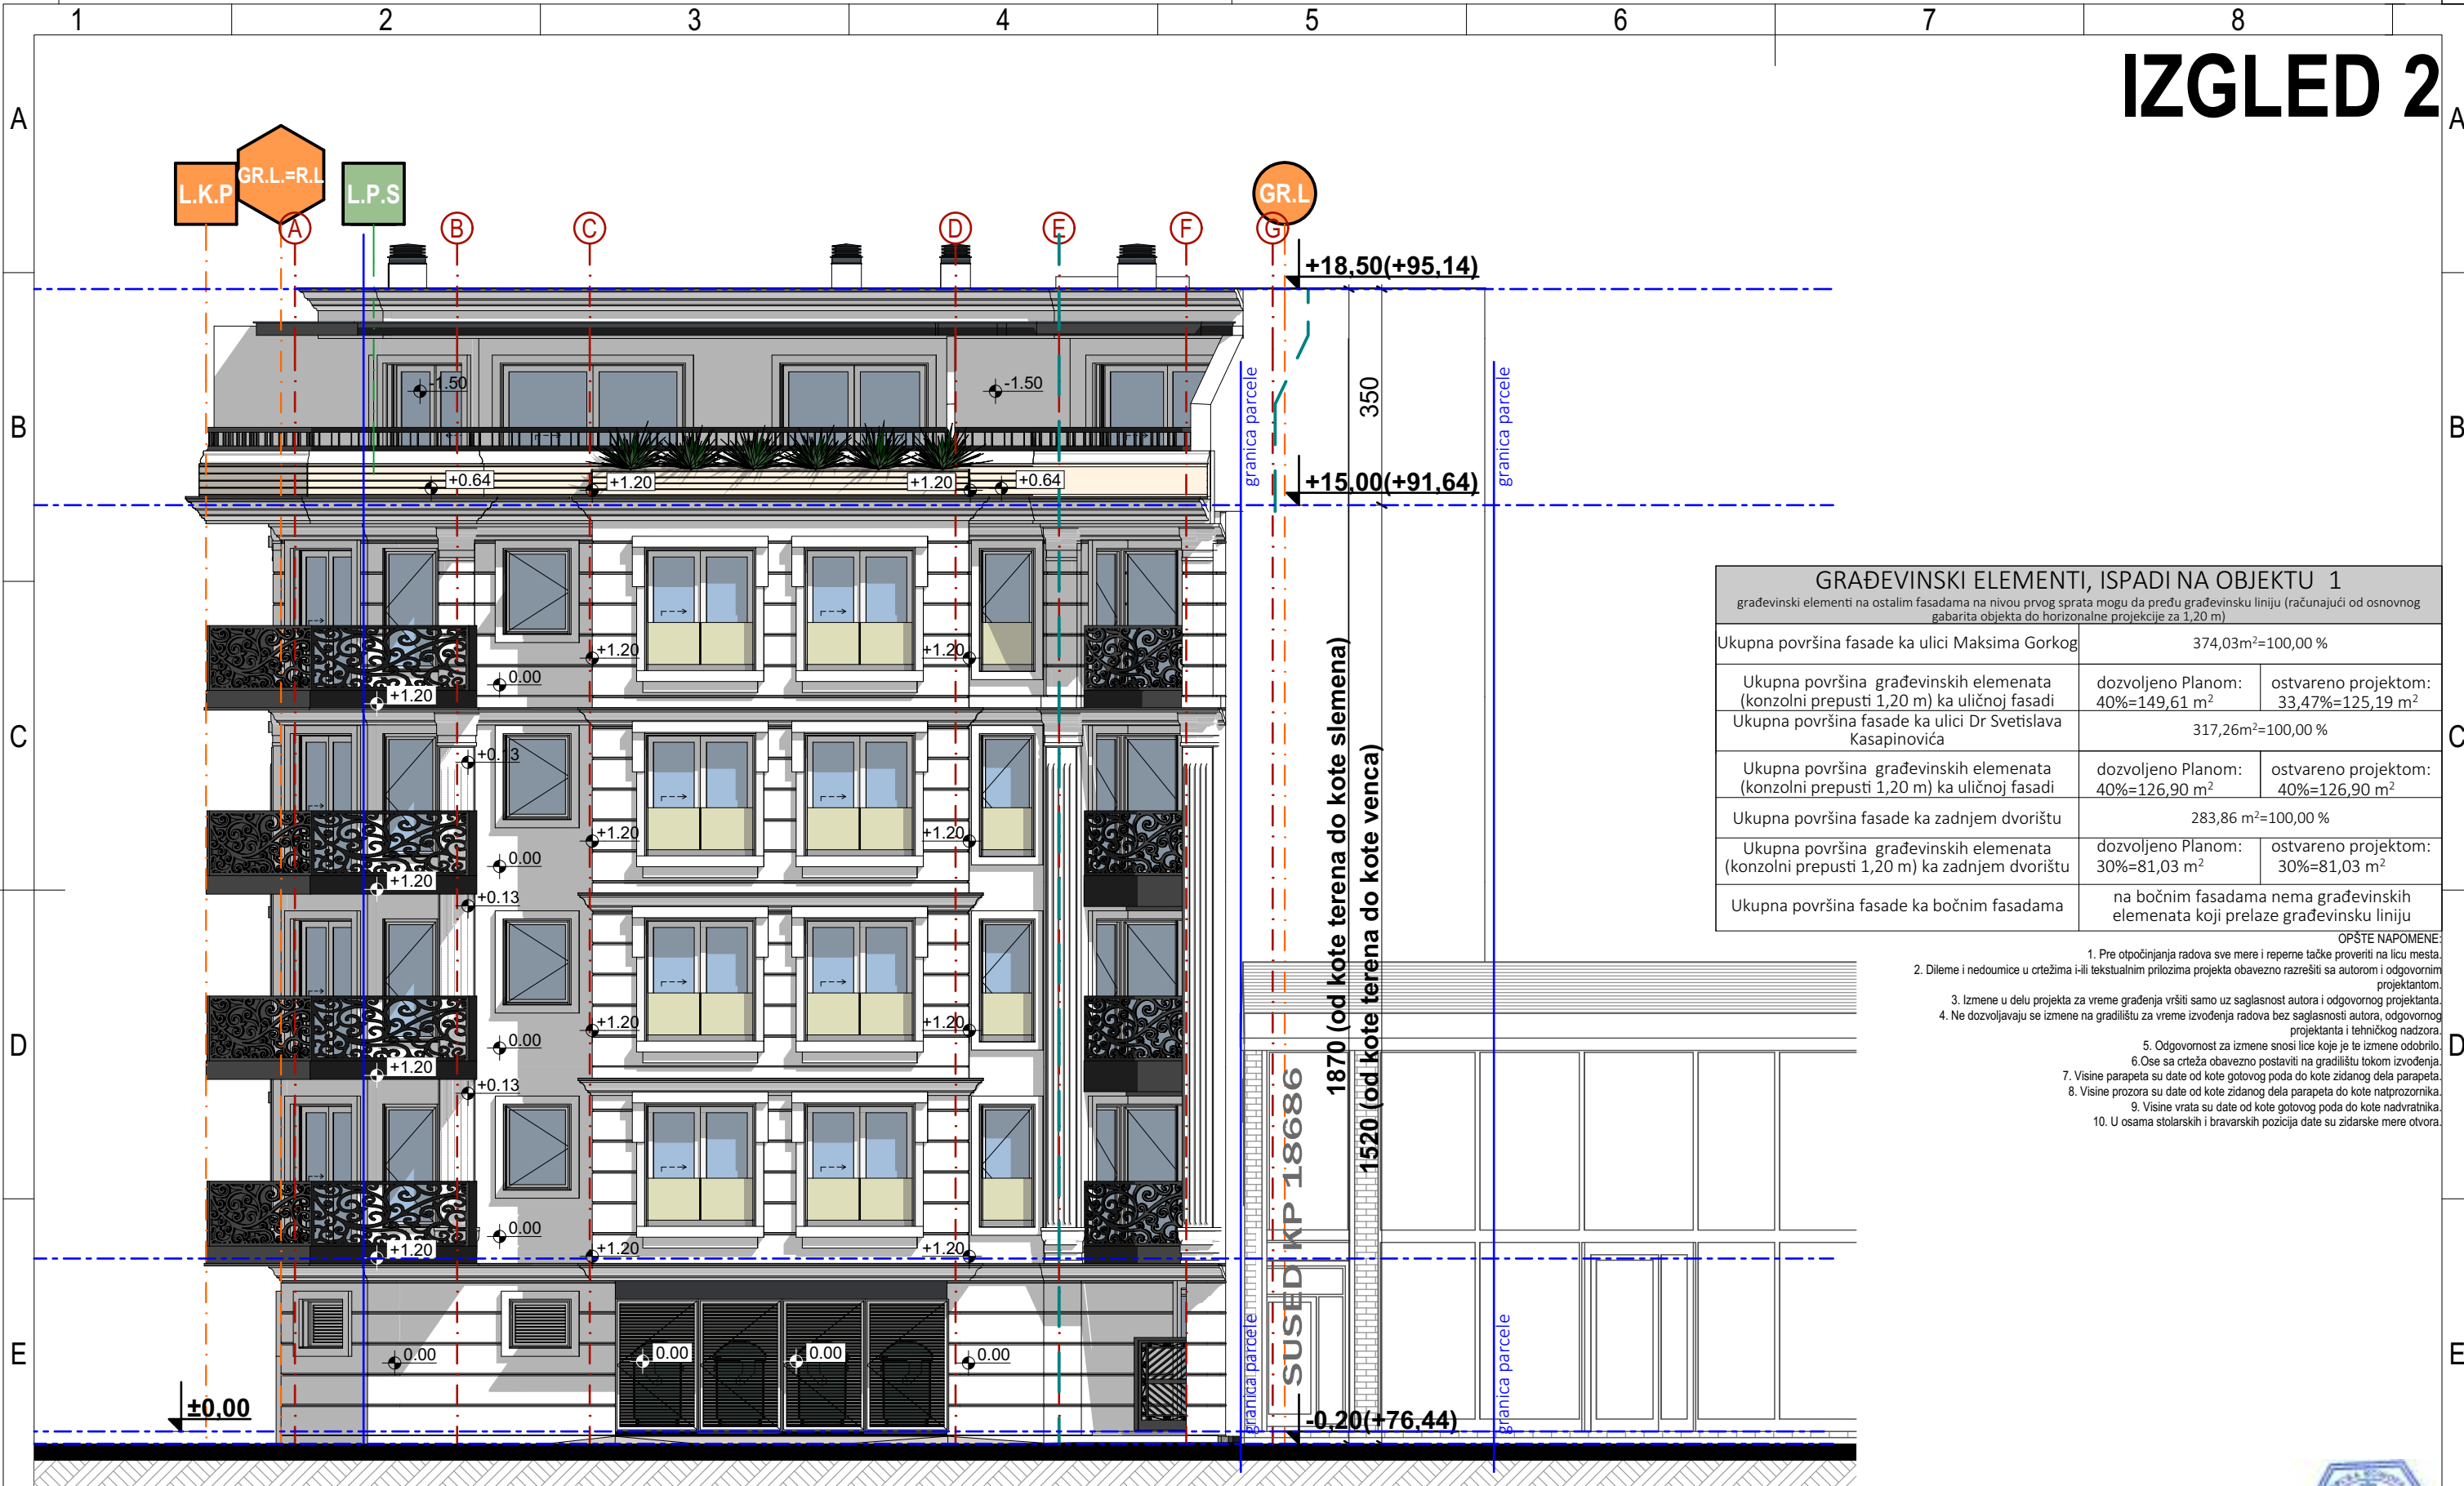 1 2 3 4 5 6 7 8
IZGLED 2
A A
L.K.P GR.L.=R.L L.P.S GR.L
A B C D E F G
+18,50(+95,14)
-1.50 -1.50
350
granica parcele granica parcele
B B
+0.64 +1.20 +1.20 +0.64
+15,00(+91,64)
+1.20 +1.20
0.00
+1.20
C C
+0.13
+1.20 +1.20
0.00
+1.20
+0.13
+1.20 +1.20
0.00
D D
+1.20
+0.13
0.00
+1.20 +1.20 +1.20
1870 (od kote terena do kote slemena)
1520 (od kote terena do kote venca)
SUSED KP 18686
granica parcele granica parcele
E E
0.00 0.00 0.00 0.00
±0,00
-0,20(+76,44)
GRAĐEVINSKI ELEMENTI, ISPADI NA OBJEKTU 1
građevinski elementi na ostalim fasadama na nivou prvog sprata mogu da pređu građevinsku liniju (računajući od osnovnog
gabarita objekta do horizonalne projekcije za 1,20 m)
Ukupna površina fasade ka ulici Maksima Gorkog
374,03m²=100,00 %
Ukupna površina građevinskih elemenata
(konzolni prepusti 1,20 m) ka uličnoj fasadi
dozvoljeno Planom:
40%=149,61 m²
ostvareno projektom:
33,47%=125,19 m²
Ukupna površina fasade ka ulici Dr Svetislava
Kasapinovića
317,26m²=100,00 %
Ukupna površina građevinskih elemenata
(konzolni prepusti 1,20 m) ka uličnoj fasadi
dozvoljeno Planom:
40%=126,90 m²
ostvareno projektom:
40%=126,90 m²
Ukupna površina fasade ka zadnjem dvorištu
283,86 m²=100,00 %
Ukupna površina građevinskih elemenata
(konzolni prepusti 1,20 m) ka zadnjem dvorištu
dozvoljeno Planom:
30%=81,03 m²
ostvareno projektom:
30%=81,03 m²
Ukupna površina fasade ka bočnim fasadama
na bočnim fasadama nema građevinskih
elemenata koji prelaze građevinsku liniju
OPŠTE NAPOMENE:
1. Pre otpočinjanja radova sve mere i reperne tačke proveriti na licu mesta.
2. Dileme i nedoumice u crtežima i-ili tekstualnim prilozima projekta obavezno razrešiti sa autorom i odgovornim
projektantom.
3. Izmene u delu projekta za vreme građenja vršiti samo uz saglasnost autora i odgovornog projektanta.
4. Ne dozvoljavaju se izmene na gradilištu za vreme izvođenja radova bez saglasnosti autora, odgovornog
projektanta i tehničkog nadzora.
5. Odgovornost za izmene snosi lice koje je te izmene odobrilo.
6.Ose sa crteža obavezno postaviti na gradilištu tokom izvođenja.
7. Visine parapeta su date od kote gotovog poda do kote zidanog dela parapeta.
8. Visine prozora su date od kote zidanog dela parapeta do kote natprozornika.
9. Visine vrata su date od kote gotovog poda do kote nadvratnika.
10. U osama stolarskih i bravarskih pozicija date su zidarske mere otvora.